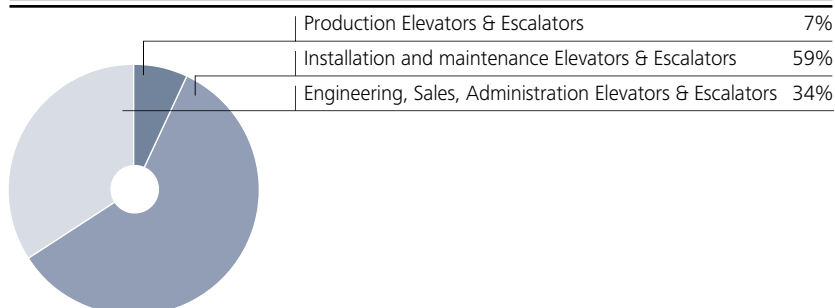 Production Elevators & Escalators 7%
Installation and maintenance Elevators & Escalators 59%
Engineering, Sales, Administration Elevators & Escalators 34%